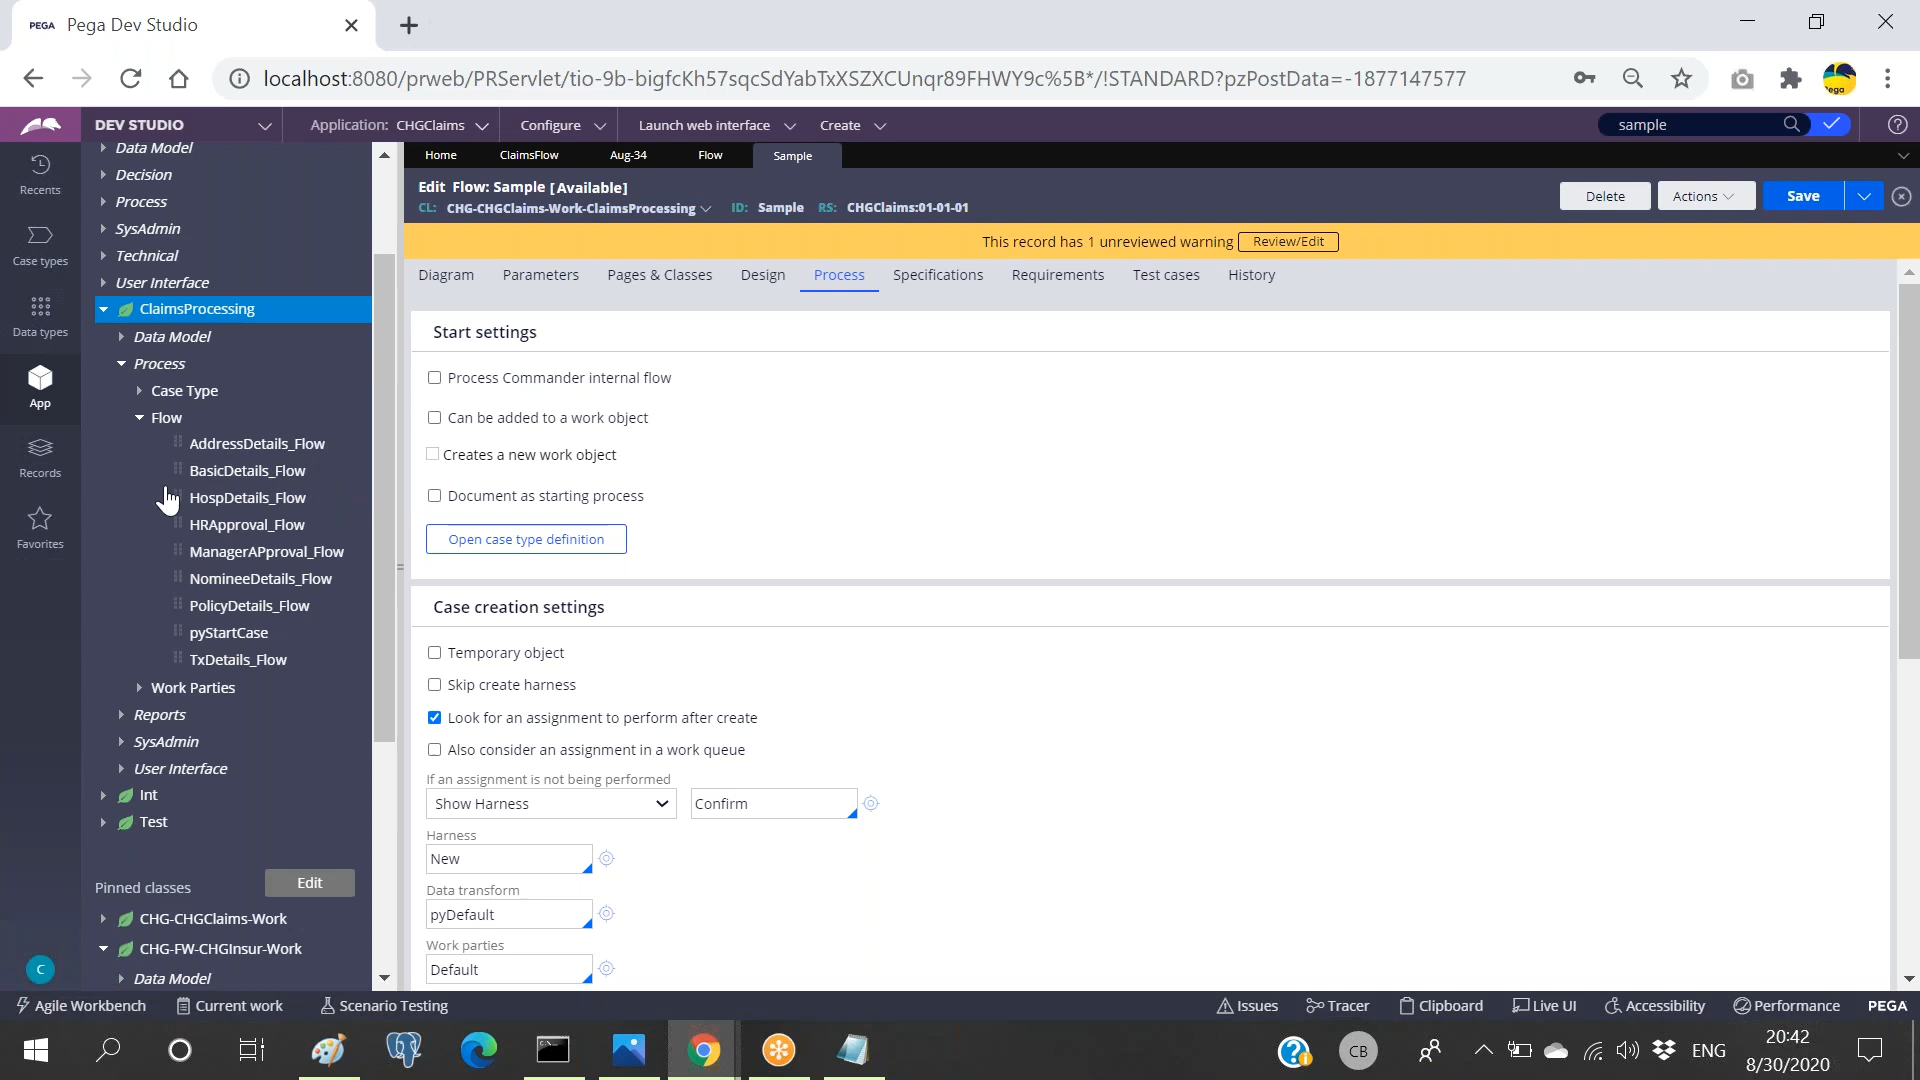 PEGA Pega Dev Studio
localhost:8080/prweb/PRServlet/tio-9b-bigfcKh57sqcSdYabTxXSZXCUnqr89FHWY9c%5B*/!STANDARD?pzPostData=-1877147577
DEV STUDIO
Application: CHGClaims
Configure
Launch web interface
Create
sample
Recents
Case types
Data types
App
Records
Favorites
C
Data Model
Decision
Process
SysAdmin
Technical
User Interface
ClaimsProcessing
Data Model
Process
Case Type
Flow
AddressDetails_Flow
BasicDetails_Flow
HospDetails_Flow
HRApproval_Flow
ManagerAPproval_Flow
NomineeDetails_Flow
PolicyDetails_Flow
pyStartCase
TxDetails_Flow
Work Parties
Reports
SysAdmin
User Interface
Int
Test
Pinned classes
Edit
CHG-CHGClaims-Work
CHG-FW-CHGInsur-Work
Data Model
Home ClaimsFlow Aug-34 Flow Sample
Edit Flow: Sample [Available]
CL: CHG-CHGClaims-Work-ClaimsProcessing ID: Sample RS: CHGClaims:01-01-01
Delete
Actions
Save
This record has 1 unreviewed warning Review/Edit
Diagram Parameters Pages & Classes Design Process Specifications Requirements Test cases History
Start settings
Process Commander internal flow
Can be added to a work object
Creates a new work object
Document as starting process
Open case type definition
Case creation settings
Temporary object
Skip create harness
Look for an assignment to perform after create
Also consider an assignment in a work queue
If an assignment is not being performed
Show Harness Confirm
Harness
New
Data transform
pyDefault
Work parties
Default
Agile Workbench Current work Scenario Testing Issues Tracer Clipboard Live UI Accessibility Performance PEGA
CB
ENG
20:42
8/30/2020